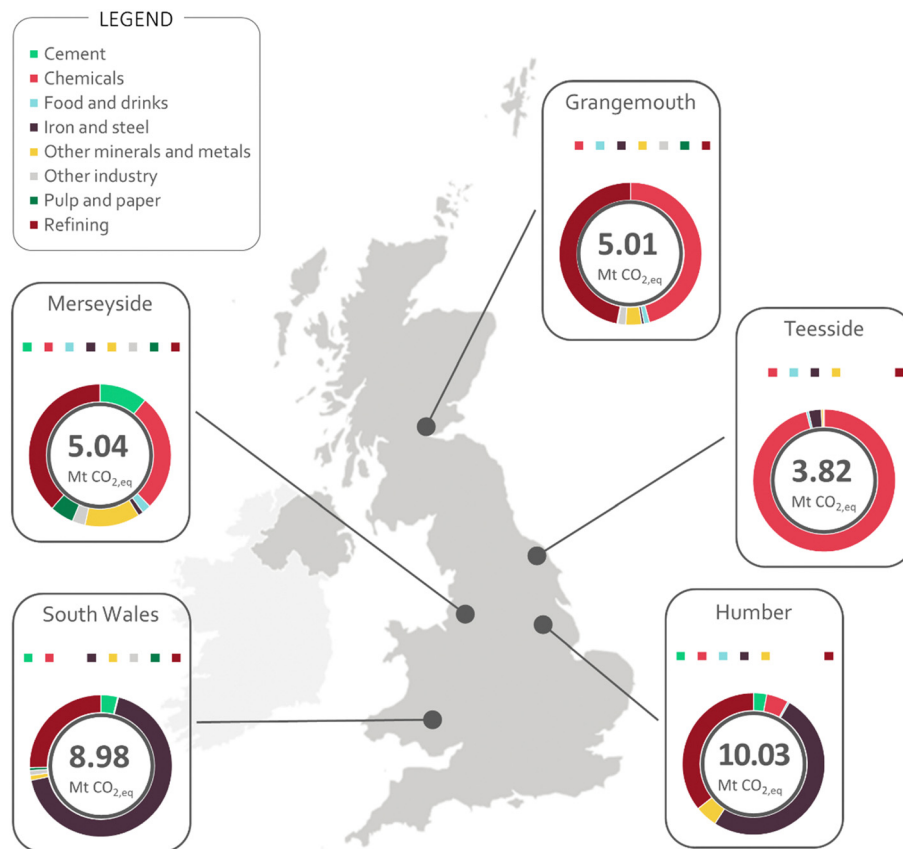 LEGEND
Cement
Chemicals
Food and drinks
Iron and steel
Other minerals and metals
Other industry
Pulp and paper
Refining
Grangemouth
5.01
Mt CO2,eq
Merseyside
5.04
Mt CO2,eq
Teesside
3.82
Mt CO2,eq
South Wales
8.98
Mt CO2,eq
Humber
10.03
Mt CO2,eq